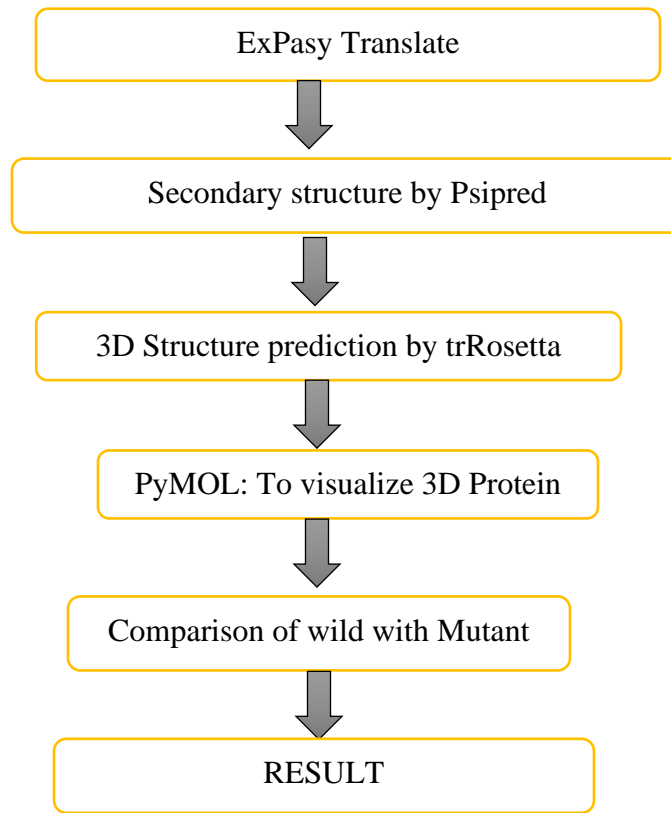 ExPasy Translate
Secondary structure by Psipred
3D Structure prediction by trRosetta
PyMOL: To visualize 3D Protein
Comparison of wild with Mutant
RESULT